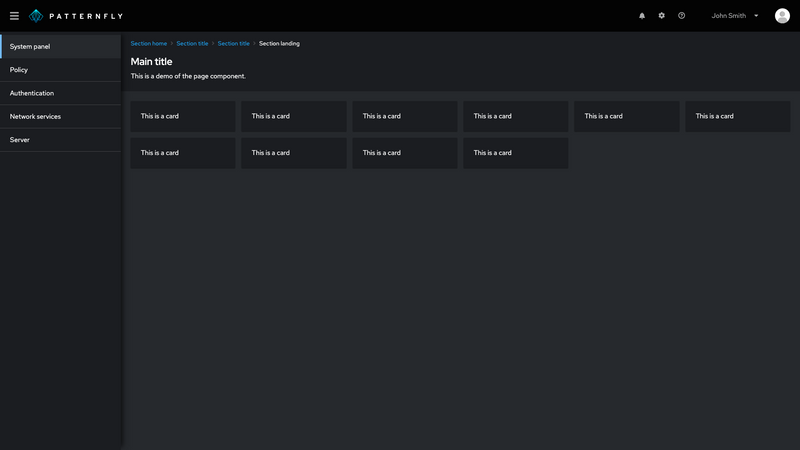 PATTERNFLY
John Smith
System panel
Policy
Authentication
Network services
Server
Section home > Section title > Section title > Section landing
Main title
This is a demo of the page component.
This is a card This is a card This is a card This is a card This is a card This is a card
This is a card This is a card This is a card This is a card